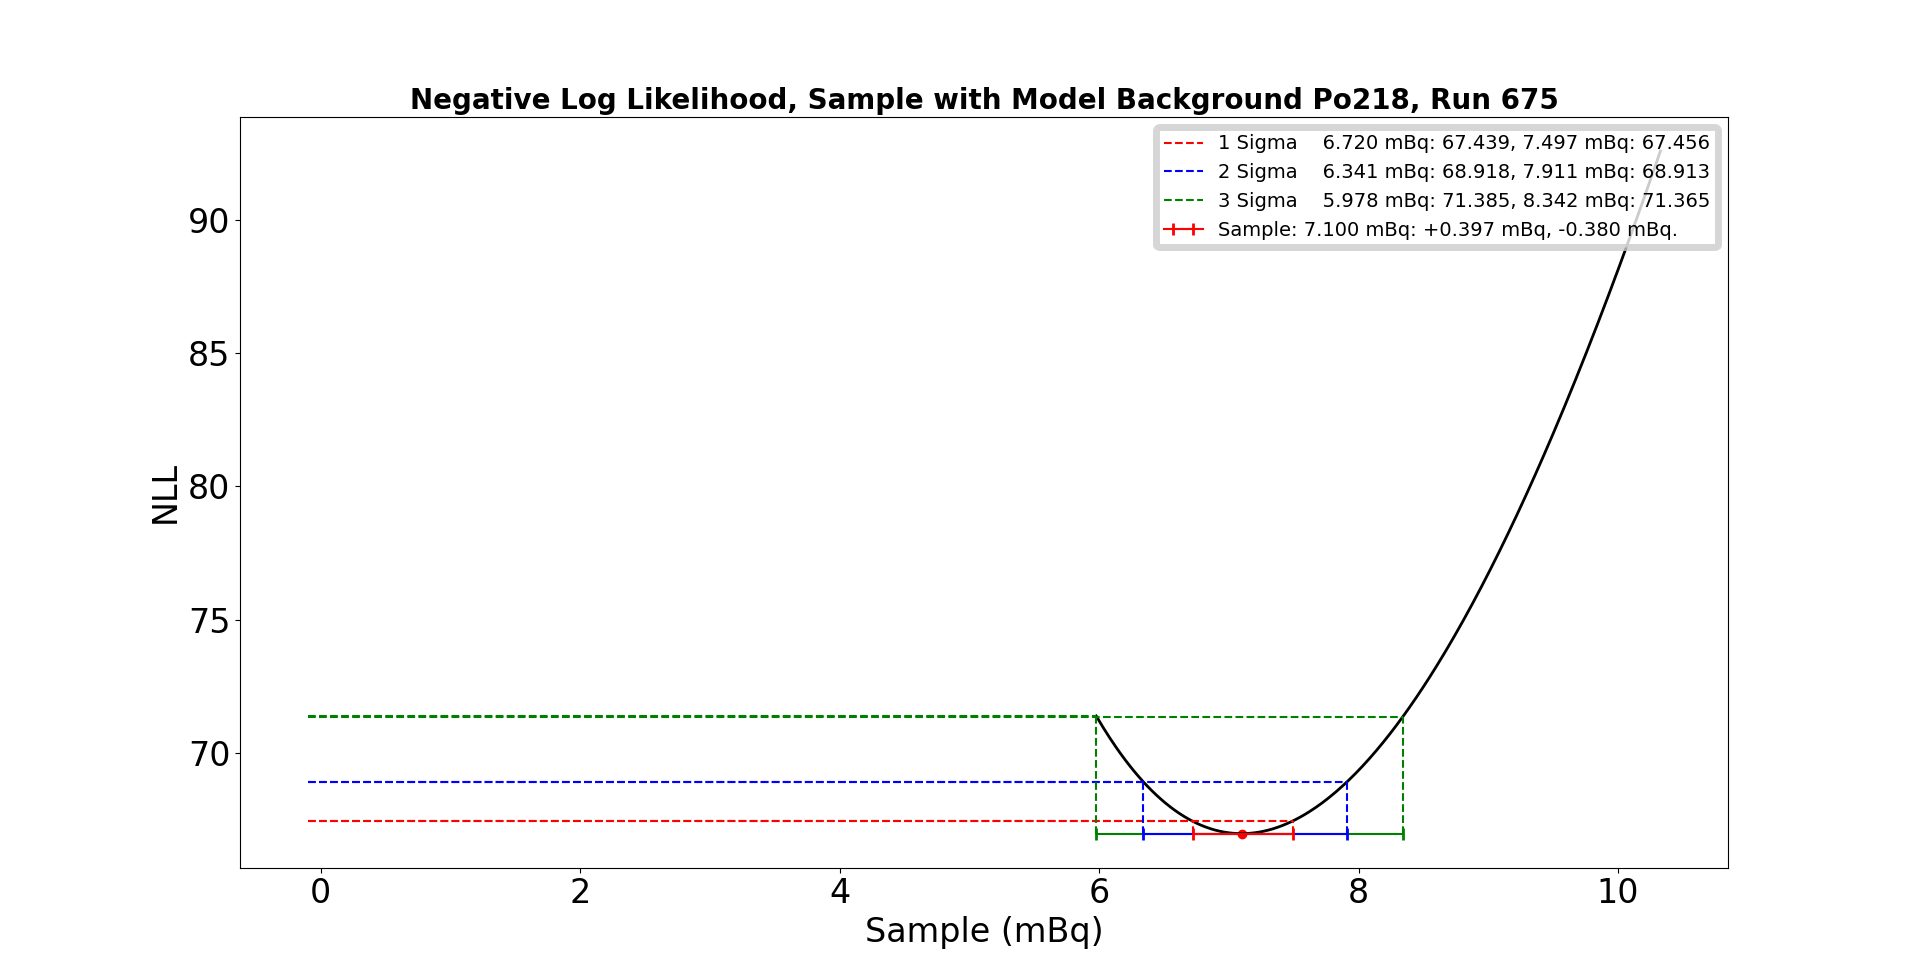 Negative Log Likelihood, Sample with Model Background Po218, Run 675
1 Sigma 6.720 mBq: 67.439, 7.497 mBq: 67.456
2 Sigma 6.341 mBq: 68.918, 7.911 mBq: 68.913
3 Sigma 5.978 mBq: 71.385, 8.342 mBq: 71.365
Sample: 7.100 mBq: +0.397 mBq, -0.380 mBq.
90
85
80
75
70
NLL
0 2 4 6 8 10
Sample (mBq)